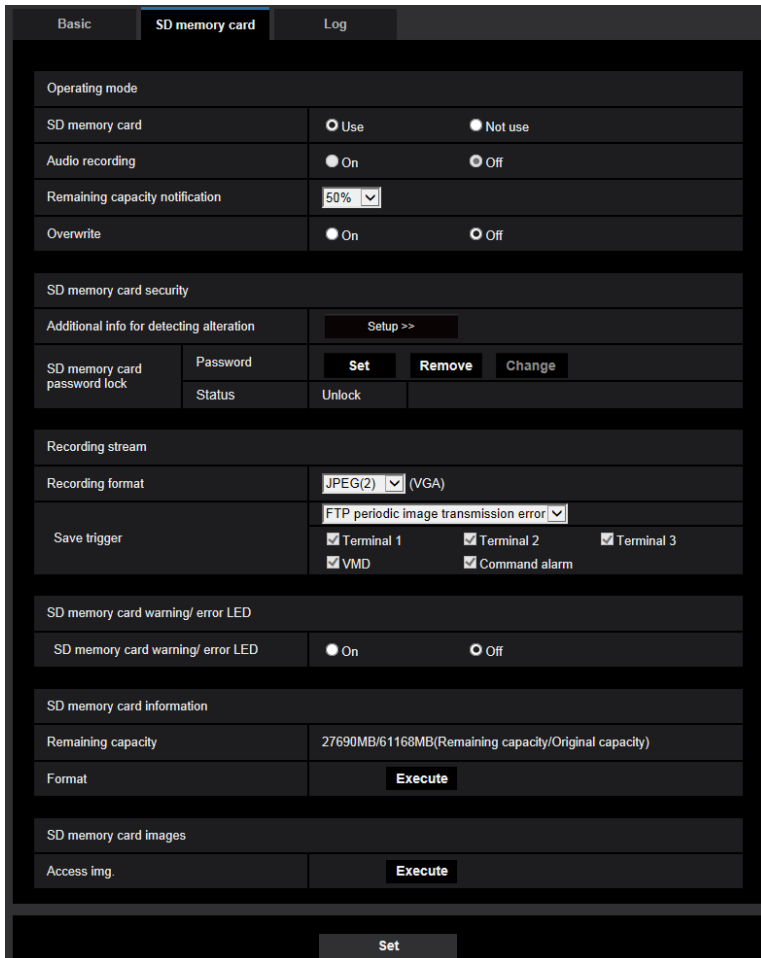 Basic SD memory card Log
Operating mode
SD memory card Use Not use
Audio recording On Off
Remaining capacity notification 50%
Overwrite On Off
SD memory card security
Additional info for detecting alteration Setup >>
SD memory card password lock Password Set Remove Change
Status Unlock
Recording stream
Recording format JPEG(2) (VGA)
Save trigger FTP periodic image transmission error
Terminal 1 Terminal 2 Terminal 3
VMD Command alarm
SD memory card warning/ error LED
SD memory card warning/ error LED On Off
SD memory card information
Remaining capacity 27690MB/61168MB(Remaining capacity/Original capacity)
Format Execute
SD memory card images
Access img. Execute
Set